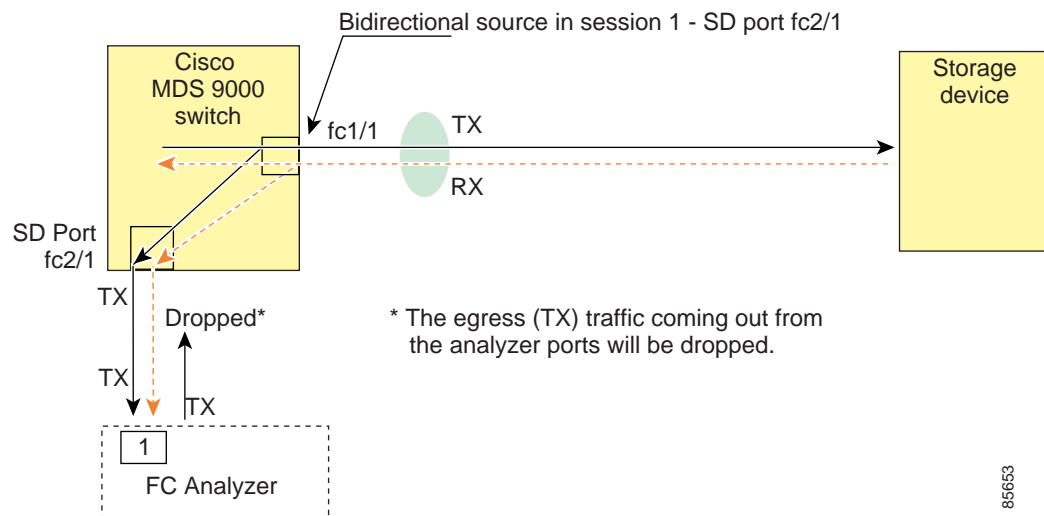 Bidirectional source in session 1 - SD port fc2/1
Cisco
MDS 9000
switch
Storage
device
fc1/1
TX
RX
SD Port
fc2/1
TX
Dropped*
* The egress (TX) traffic coming out from
the analyzer ports will be dropped.
TX
TX
1
FC Analyzer
85653